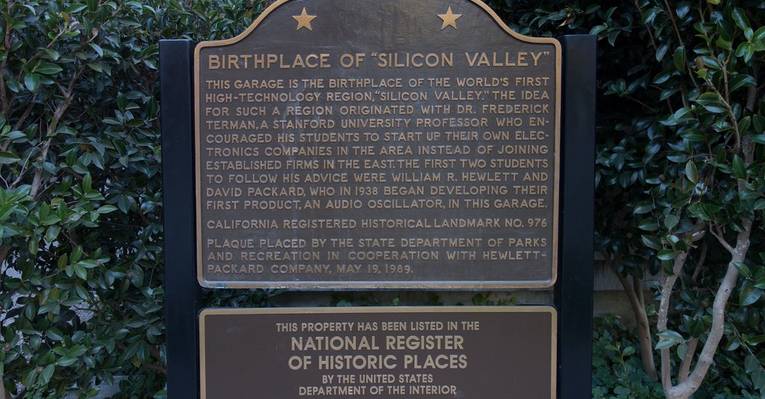 BIRTHPLACE OF "SILICON VALLEY"
THIS GARAGE IS THE BIRTHPLACE OF THE WORLD'S FIRST
HIGH-TECHNOLOGY REGION, "SILICON VALLEY." THE IDEA
FOR SUCH A REGION ORIGINATED WITH DR. FREDERICK
TERMAN, A STANFORD UNIVERSITY PROFESSOR WHO EN-
COURAGED HIS STUDENTS TO START UP THEIR OWN ELEC-
TRONICS COMPANIES IN THE AREA INSTEAD OF JOINING
ESTABLISHED FIRMS IN THE EAST. THE FIRST TWO STUDENTS
TO FOLLOW HIS ADVICE WERE WILLIAM R. HEWLETT AND
DAVID PACKARD, WHO IN 1938 BEGAN DEVELOPING THEIR
FIRST PRODUCT, AN AUDIO OSCILLATOR, IN THIS GARAGE.
CALIFORNIA REGISTERED HISTORICAL LANDMARK NO. 976
PLAQUE PLACED BY THE STATE DEPARTMENT OF PARKS
AND RECREATION IN COOPERATION WITH HEWLETT-
PACKARD COMPANY, MAY 19, 1989.
THIS PROPERTY HAS BEEN LISTED IN THE
NATIONAL REGISTER
OF HISTORIC PLACES
BY THE UNITED STATES
DEPARTMENT OF THE INTERIOR